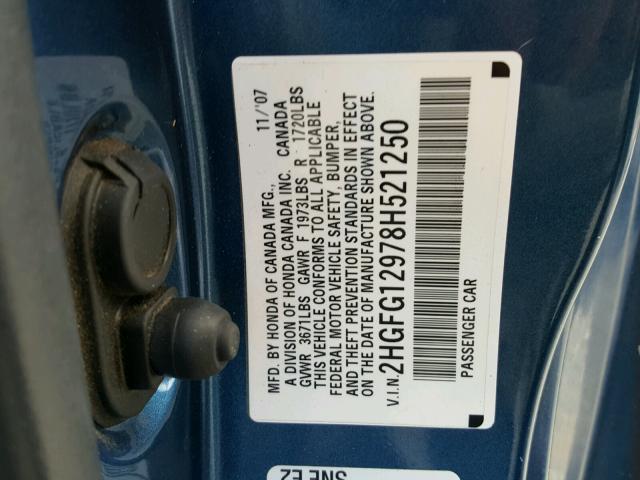 MFD. BY HONDA OF CANADA MFG., 11/'07
A DIVISION OF HONDA CANADA INC. CANADA
GVWR 3671LBS GAWR F 1973LBS R 1720LBS
THIS VEHICLE CONFORMS TO ALL APPLICABLE
FEDERAL MOTOR VEHICLE SAFETY, BUMPER,
AND THEFT PREVENTION STANDARDS IN EFFECT
ON THE DATE OF MANUFACTURE SHOWN ABOVE.
V.I.N. 2HGFG12978H521250
PASSENGER CAR
SNE EZ